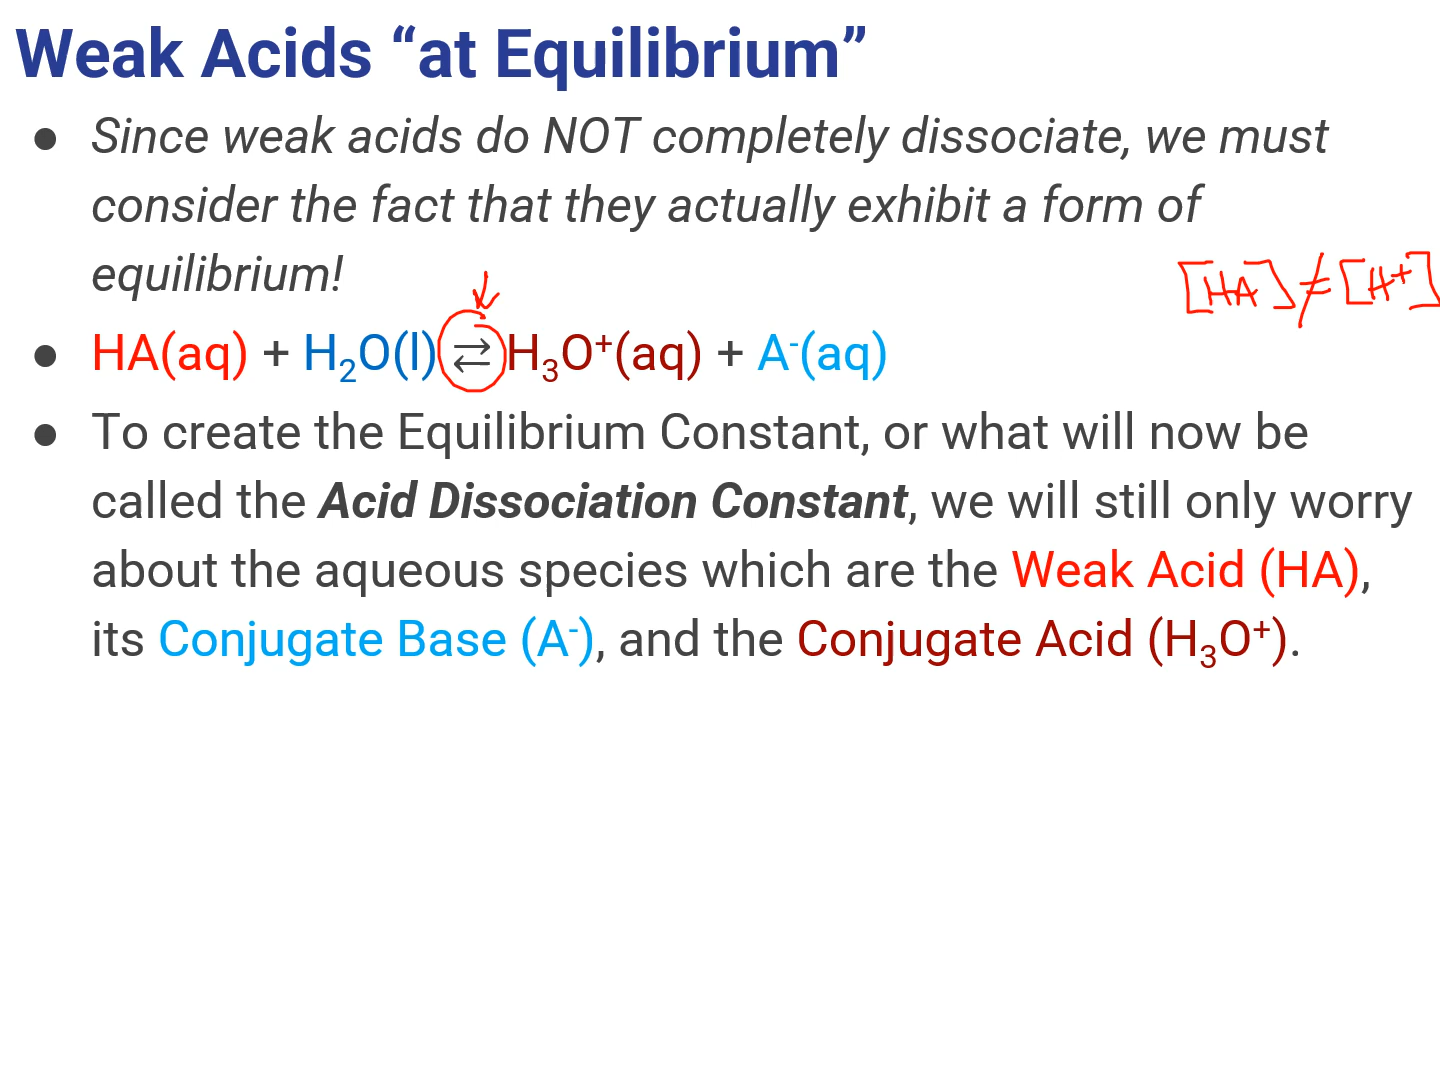 Weak Acids “at Equilibrium”
● Since weak acids do NOT completely dissociate, we must
consider the fact that they actually exhibit a form of
equilibrium!
[HA] ≠ [H⁺]
● HA(aq) + H₂O(l) ⇄ H₃O⁺(aq) + A⁻(aq)
● To create the Equilibrium Constant, or what will now be
called the Acid Dissociation Constant, we will still only worry
about the aqueous species which are the Weak Acid (HA),
its Conjugate Base (A⁻), and the Conjugate Acid (H₃O⁺).